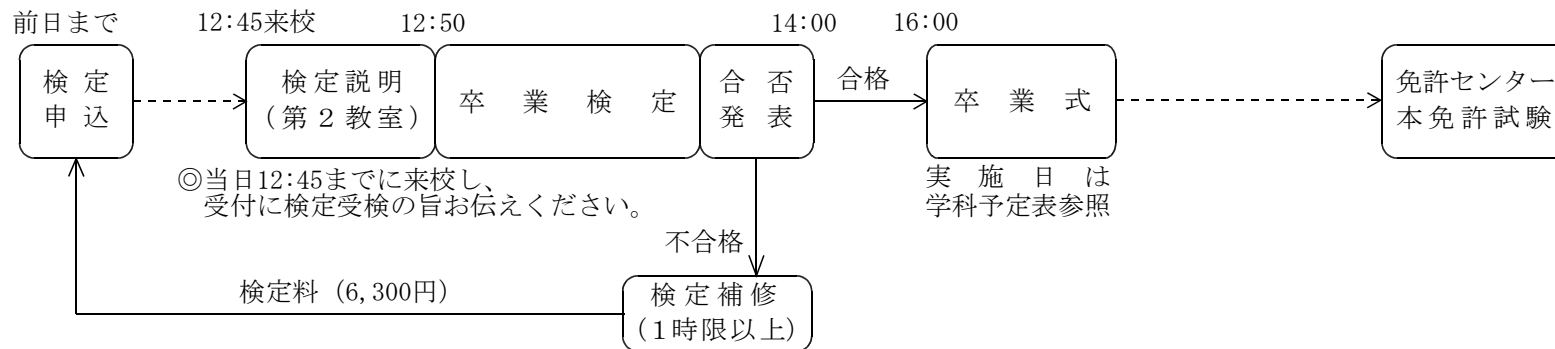 前日まで
12:45来校
12:50
14:00
16:00
検定
申込
検定説明
(第２教室)
卒業検定
合否
発表
合格
卒業式
免許センター
本免許試験
◎当日12:45までに来校し、
受付に検定受検の旨お伝えください。
実施日は
学科予定表参照
不合格
検定料（6,300円）
検定補修
(１時限以上)